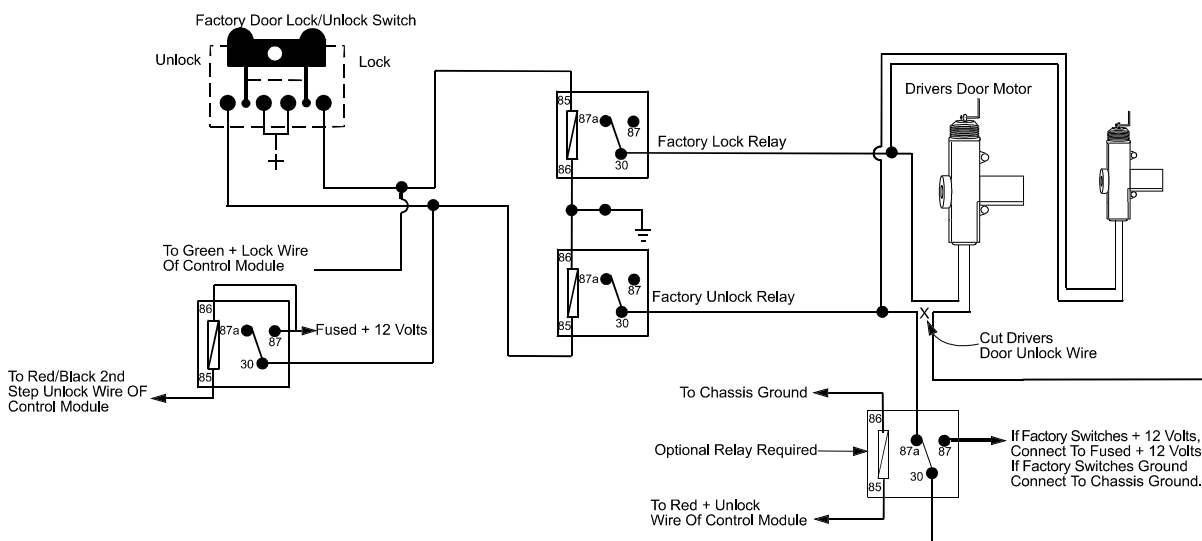 Factory Door Lock/Unlock Switch
Unlock
Lock
+
85
87a
87
30
86
Factory Lock Relay
Drivers Door Motor
To Green + Lock Wire
Of Control Module
86
87a
87
30
85
Factory Unlock Relay
86
87a
87
30
85
Fused + 12 Volts
To Red/Black 2nd
Step Unlock Wire OF
Control Module
X
Cut Drivers
Door Unlock Wire
To Chassis Ground
86
87a
87
30
85
Optional Relay Required
If Factory Switches + 12 Volts,
Connect To Fused + 12 Volts
If Factory Switches Ground
Connect To Chassis Ground.
To Red + Unlock
Wire Of Control Module